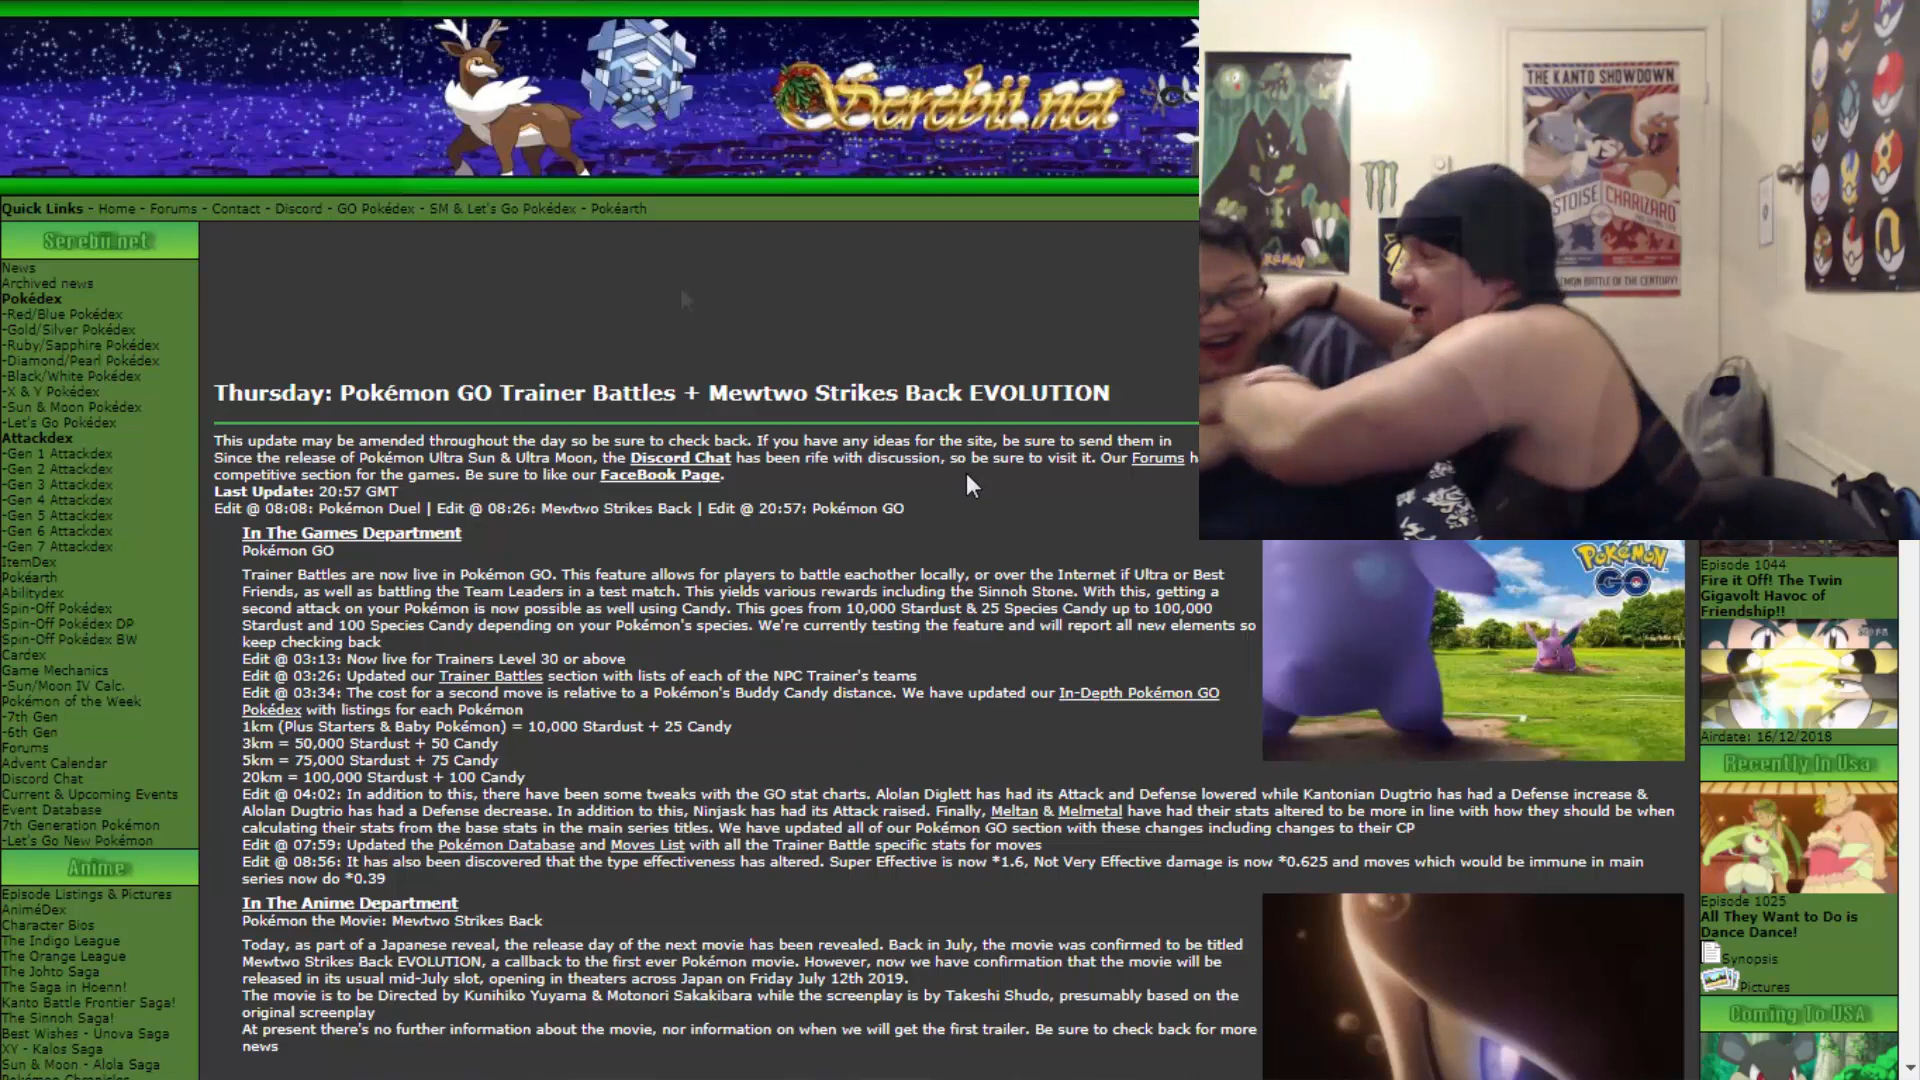 Serebii.net
Quick Links - Home - Forums - Contact - Discord - GO Pokédex - SM & Let's Go Pokédex - Pokéarth
Serebii.net
News
Archived news
Pokédex
-Red/Blue Pokédex
-Gold/Silver Pokédex
-Ruby/Sapphire Pokédex
-Diamond/Pearl Pokédex
-Black/White Pokédex
-X & Y Pokédex
-Sun & Moon Pokédex
-Let's Go Pokédex
Attackdex
-Gen 1 Attackdex
-Gen 2 Attackdex
-Gen 3 Attackdex
-Gen 4 Attackdex
-Gen 5 Attackdex
-Gen 6 Attackdex
-Gen 7 Attackdex
ItemDex
Pokéarth
Abilitydex
Spin-Off Pokédex
Spin-Off Pokédex DP
Spin-Off Pokédex BW
Cardex
Game Mechanics
-Sun/Moon IV Calc.
Pokémon of the Week
-7th Gen
-6th Gen
Forums
Advent Calendar
Discord Chat
Current & Upcoming Events
Event Database
7th Generation Pokémon
-Let's Go New Pokémon
Anime
Episode Listings & Pictures
AniméDex
Character Bios
The Indigo League
The Orange League
The Johto Saga
The Saga in Hoenn!
Kanto Battle Frontier Saga!
The Sinnoh Saga!
Best Wishes - Unova Saga
XY - Kalos Saga
Sun & Moon - Alola Saga
Thursday: Pokémon GO Trainer Battles + Mewtwo Strikes Back EVOLUTION
This update may be amended throughout the day so be sure to check back. If you have any ideas for the site, be sure to send them in
Since the release of Pokémon Ultra Sun & Ultra Moon, the Discord Chat has been rife with discussion, so be sure to visit it. Our Forums
competitive section for the games. Be sure to like our FaceBook Page.
Last Update: 20:57 GMT
Edit @ 08:08: Pokémon Duel | Edit @ 08:26: Mewtwo Strikes Back | Edit @ 20:57: Pokémon GO
In The Games Department
Pokémon GO
Trainer Battles are now live in Pokémon GO. This feature allows for players to battle eachother locally, or over the Internet if Ultra or Best
Friends, as well as battling the Team Leaders in a test match. This yields various rewards including the Sinnoh Stone. With this, getting a
second attack on your Pokémon is now possible as well using Candy. This goes from 10,000 Stardust & 25 Species Candy up to 100,000
Stardust and 100 Species Candy depending on your Pokémon's species. We're currently testing the feature and will report all new elements so
keep checking back
Edit @ 03:13: Now live for Trainers Level 30 or above
Edit @ 03:26: Updated our Trainer Battles section with lists of each of the NPC Trainer's teams
Edit @ 03:34: The cost for a second move is relative to a Pokémon's Buddy Candy distance. We have updated our In-Depth Pokémon GO
Pokédex with listings for each Pokémon
1km (Plus Starters & Baby Pokémon) = 10,000 Stardust + 25 Candy
3km = 50,000 Stardust + 50 Candy
5km = 75,000 Stardust + 75 Candy
20km = 100,000 Stardust + 100 Candy
Edit @ 04:02: In addition to this, there have been some tweaks with the GO stat charts. Alolan Diglett has had its Attack and Defense lowered while Kantonian Dugtrio has had a Defense increase &
Alolan Dugtrio has had a Defense decrease. In addition to this, Ninjask has had its Attack raised. Finally, Meltan & Melmetal have had their stats altered to be more in line with how they should be when
calculating their stats from the base stats in the main series titles. We have updated all of our Pokémon GO section with these changes including changes to their CP
Edit @ 07:59: Updated the Pokémon Database and Moves List with all the Trainer Battle specific stats for moves
Edit @ 08:56: It has also been discovered that the type effectiveness has altered. Super Effective is now *1.6, Not Very Effective damage is now *0.625 and moves which would be immune in main
series now do *0.39
In The Anime Department
Pokémon the Movie: Mewtwo Strikes Back
Today, as part of a Japanese reveal, the release day of the next movie has been revealed. Back in July, the movie was confirmed to be titled
Mewtwo Strikes Back EVOLUTION, a callback to the first ever Pokémon movie. However, now we have confirmation that the movie will be
released in its usual mid-July slot, opening in theaters across Japan on Friday July 12th 2019.
The movie is to be Directed by Kunihiko Yuyama & Motonori Sakakibara while the screenplay is by Takeshi Shudo, presumably based on the
original screenplay
At present there's no further information about the movie, nor information on when we will get the first trailer. Be sure to check back for more
news
THE KANTO SHOWDOWN
CHARIZARD
BATTLE OF THE CENTURY!
POKÉMON
GO
Episode 1044
Fire it Off! The Twin
Gigavolt Havoc of
Friendship!!
Airdate: 16/12/2018
Recently In Usa
Episode 1025
All They Want to Do is
Dance Dance!
Synopsis
Pictures
Coming To USA